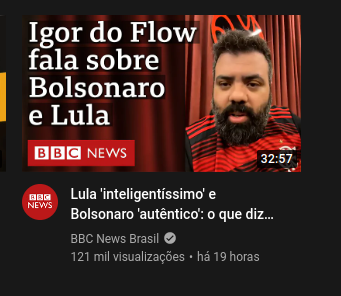 Igor do Flow
fala sobre
Bolsonaro
e Lula
BBC NEWS
32:57
BBC
NEWS
Lula 'inteligentíssimo' e
Bolsonaro 'autêntico': o que diz...
BBC News Brasil
121 mil visualizações • há 19 horas